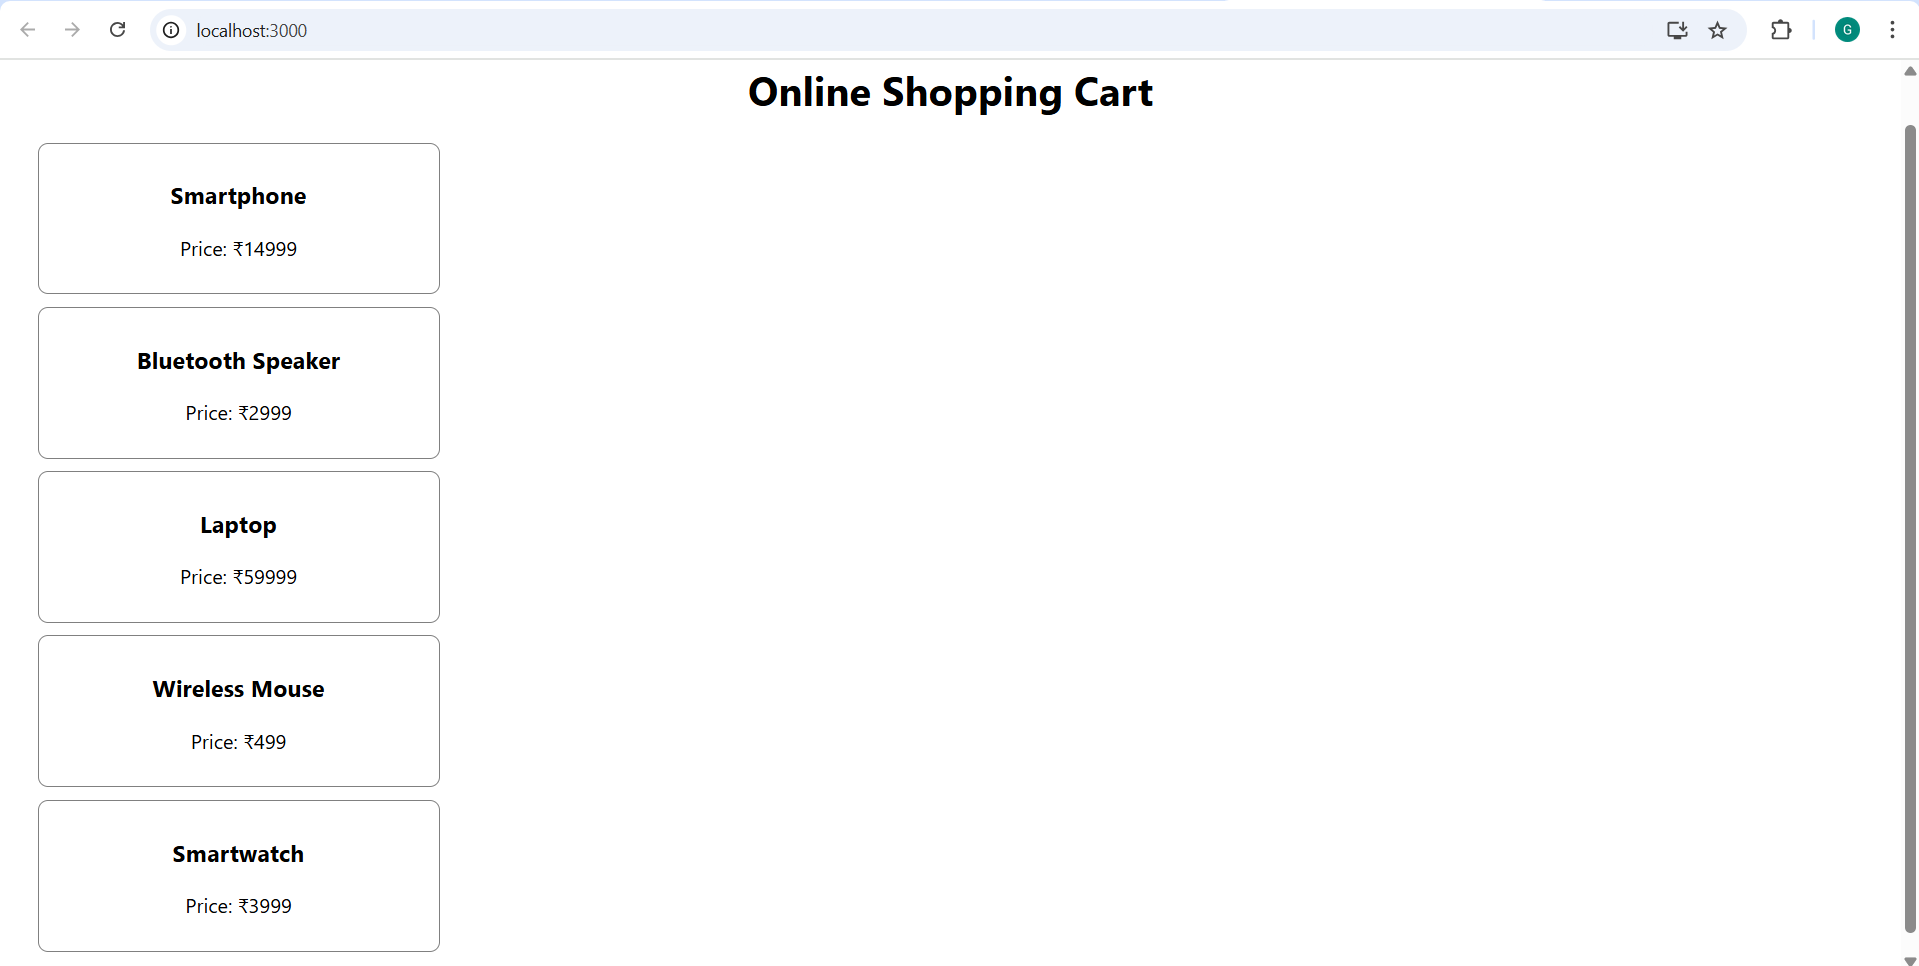 localhost:3000
G
Online Shopping Cart
Smartphone
Price: ₹14999
Bluetooth Speaker
Price: ₹2999
Laptop
Price: ₹59999
Wireless Mouse
Price: ₹499
Smartwatch
Price: ₹3999